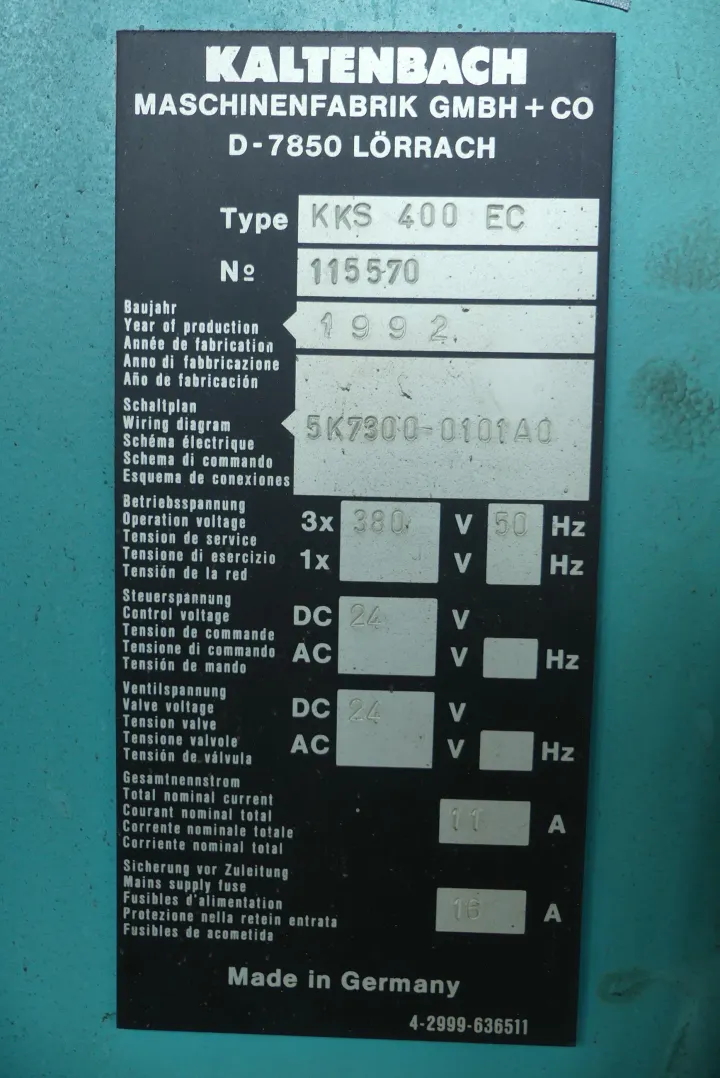 KALTENBACH
MASCHINENFABRIK GMBH + CO
D-7850 LÖRRACH
Type KKS 400 EC
Nº 115570
Baujahr
Year of production 1992
Année de fabrication
Anno di fabbricazione
Año de fabricación
Schaltplan
Wiring diagram 5K7300-0101A0
Schéma électrique
Schema di commando
Esquema de conexiones
Betriebsspannung
Operation voltage 3x 380 V 50 Hz
Tension de service
Tensione di esercizio 1x V Hz
Tensión de la red
Steuerspannung
Control voltage DC 24 V
Tension de commande
Tensione di commando AC V Hz
Tensión de mando
Ventilspannung
Valve voltage DC 24 V
Tension valve
Tensione valvole AC V Hz
Tensión de válvula
Gesamtnennstrom
Total nominal current
Courant nominal total 11 A
Corrente nominale totale
Corriente nominal total
Sicherung vor Zuleitung
Mains supply fuse
Fusibles d'alimentation 16 A
Protezione nella retein entrata
Fusibles de acometida
Made in Germany
4-2999-636511